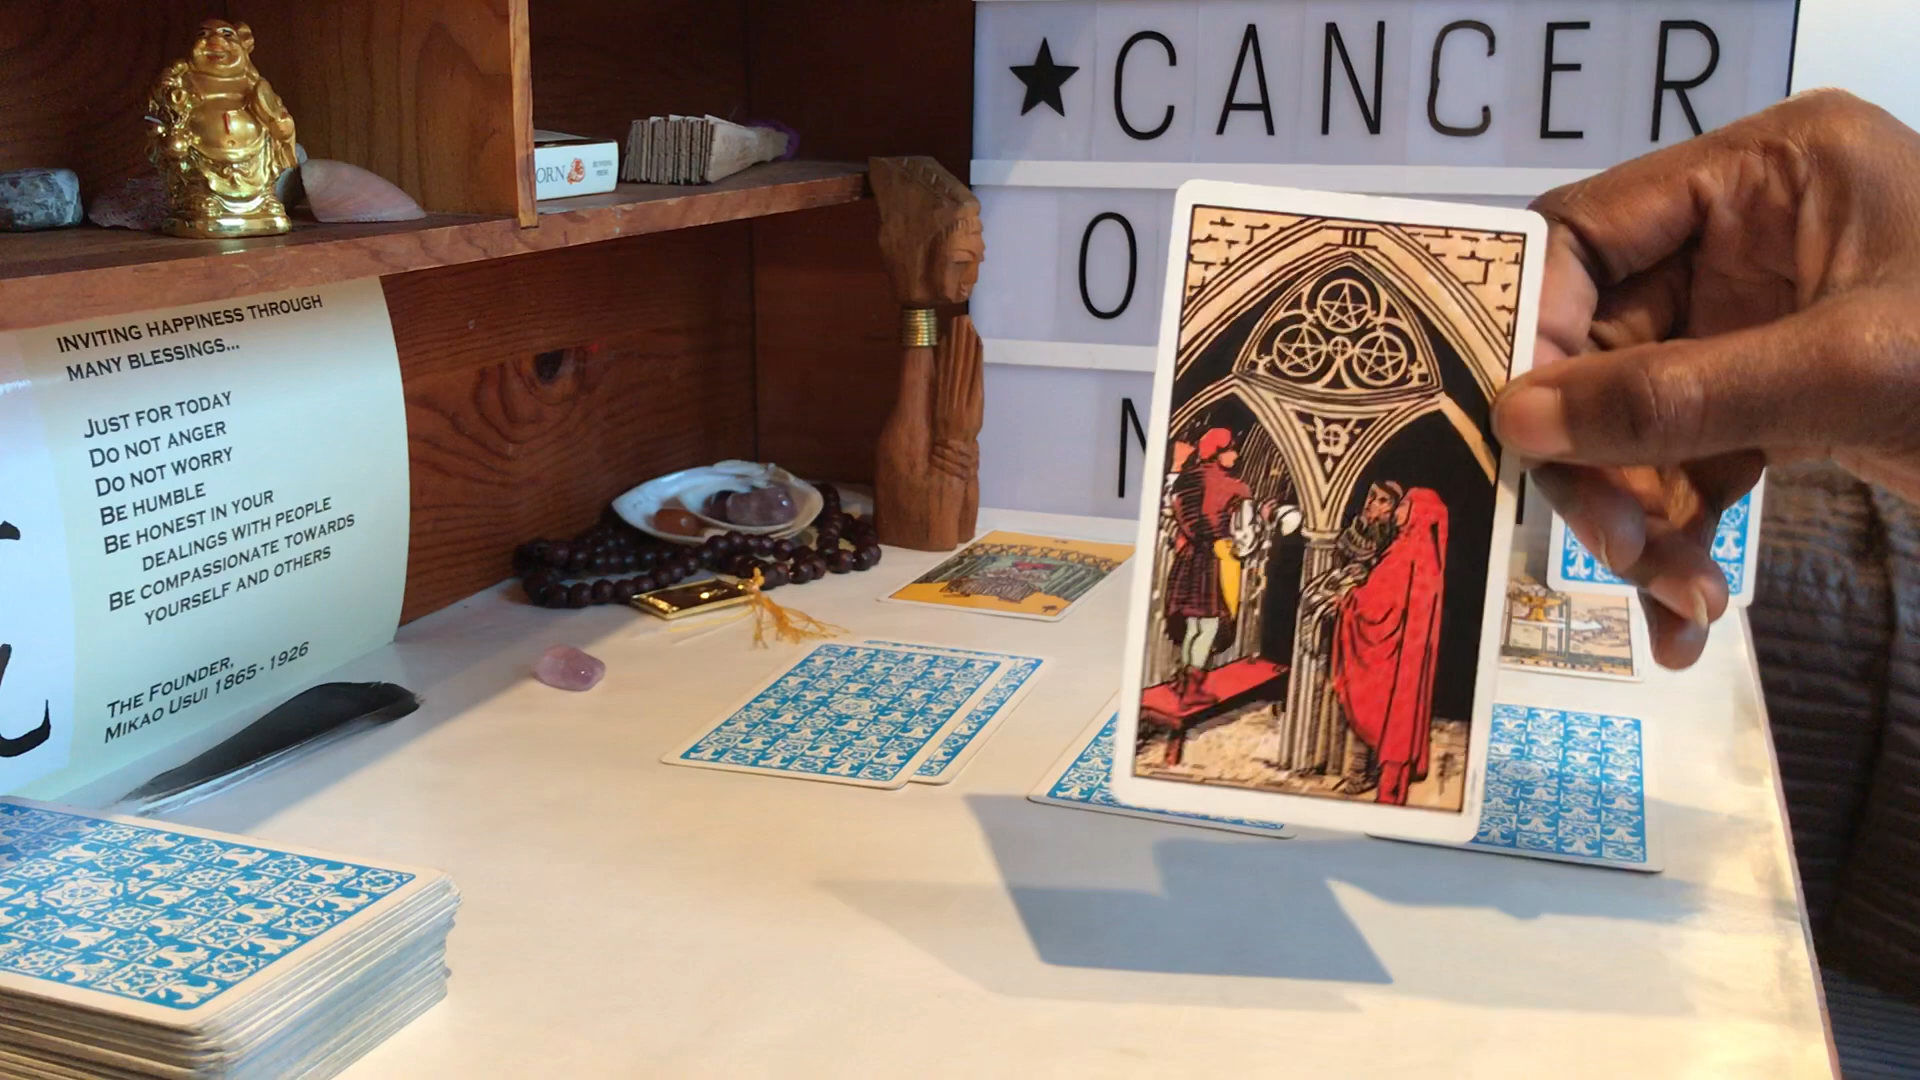 ★ CANCER
O
N
ORN
INVITING HAPPINESS THROUGH
MANY BLESSINGS...
JUST FOR TODAY
DO NOT ANGER
DO NOT WORRY
BE HUMBLE
BE HONEST IN YOUR
DEALINGS WITH PEOPLE
BE COMPASSIONATE TOWARDS
YOURSELF AND OTHERS
THE FOUNDER,
MIKAO USUI 1865-1926